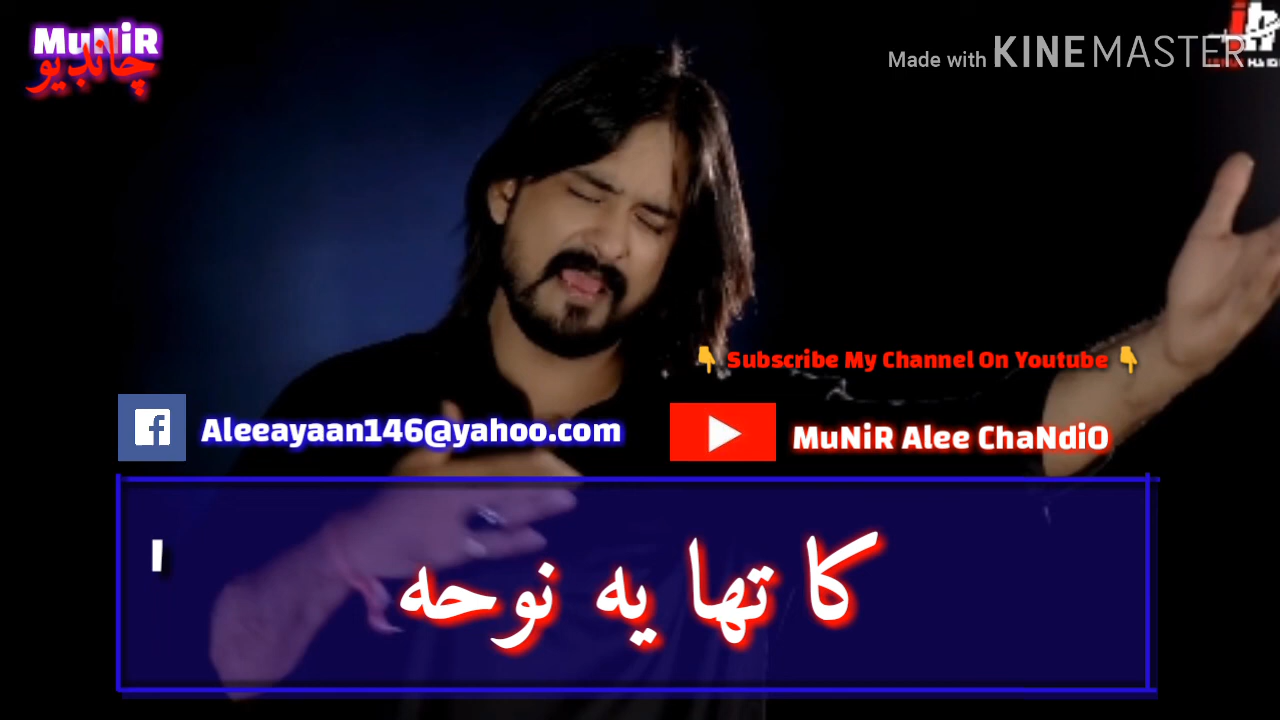 MuNiR
چانڊيو
Made with KINEMASTER
👇 Subscribe My Channel On Youtube 👇
Aleeayaan146@yahoo.com
MuNiR Alee ChaNdiO
کا تھا یہ نوحہ
'